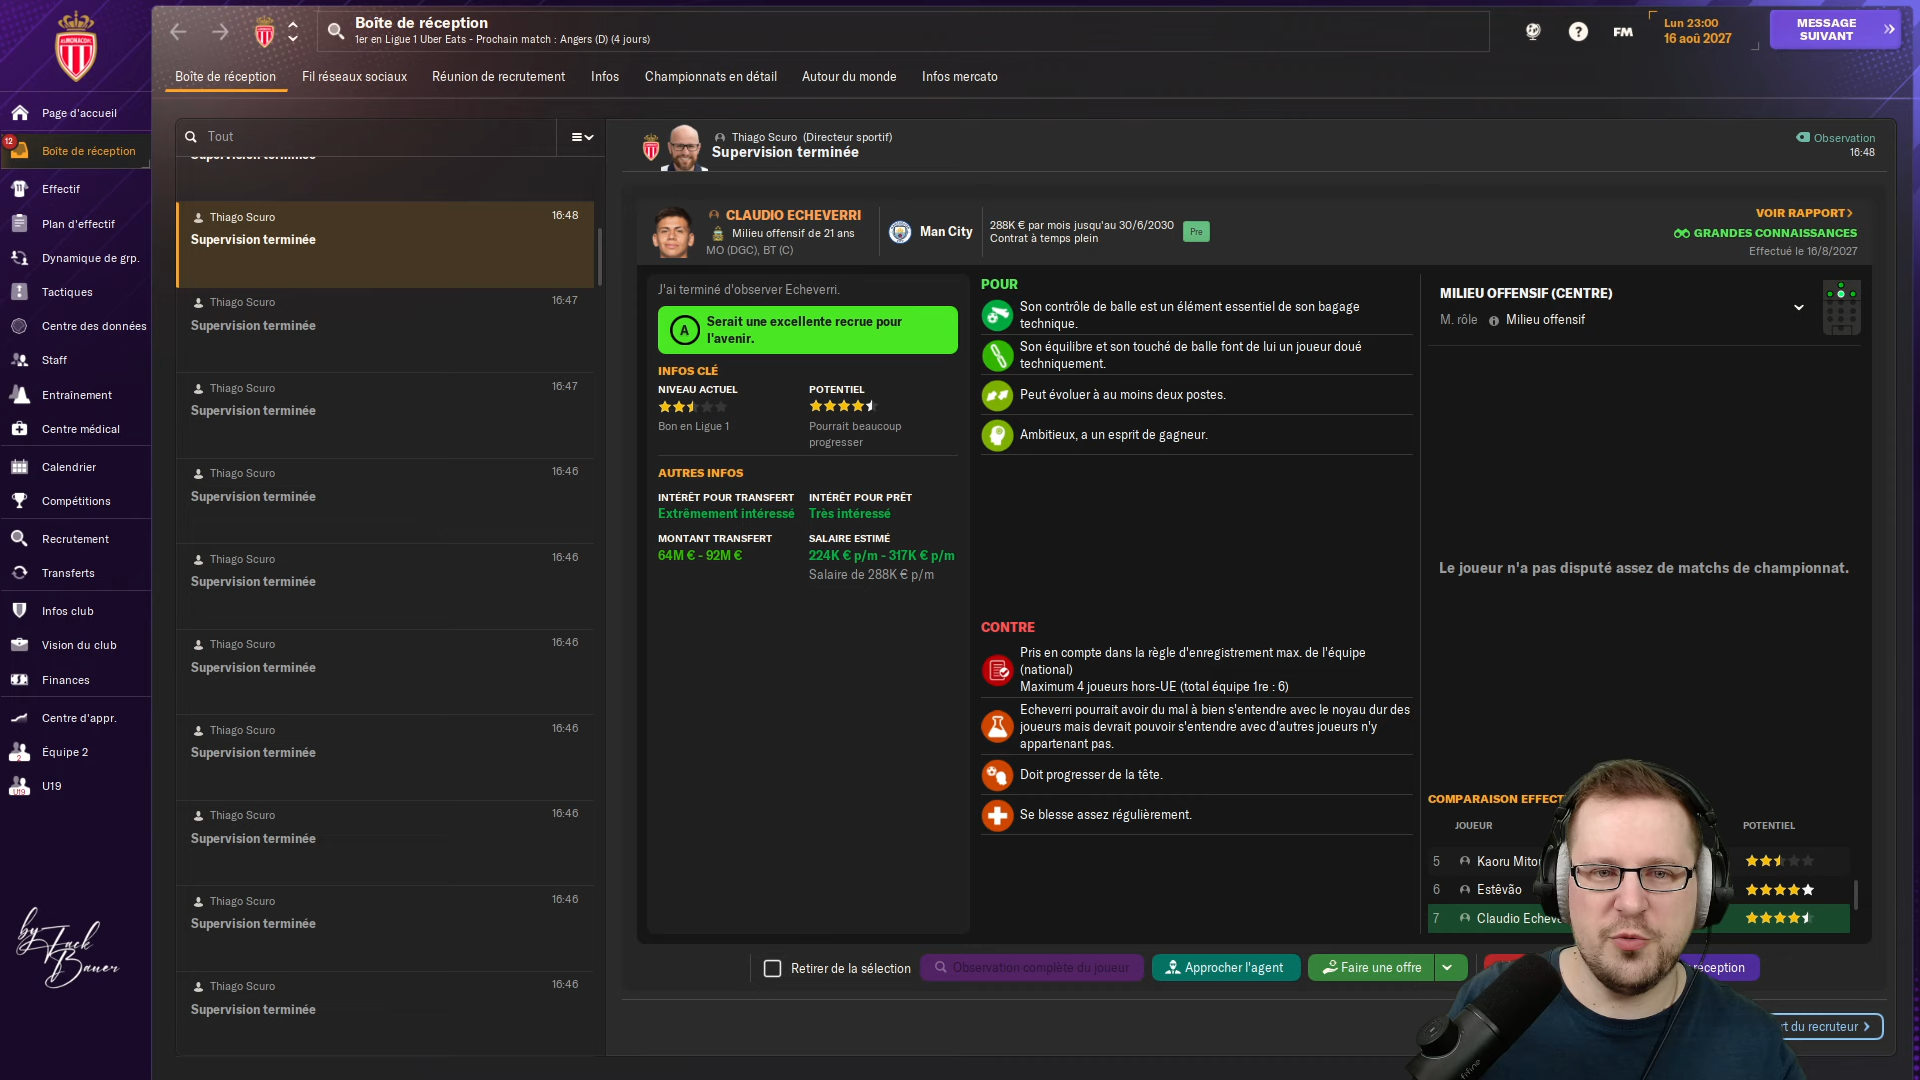 Boîte de réception
1er en Ligue 1 Uber Eats - Prochain match : Angers (D) (4 jours)
FM
Lun 23:00
16 aoû 2027
MESSAGE
SUIVANT
Boîte de réception
Fil réseaux sociaux
Réunion de recrutement
Infos
Championnats en détail
Autour du monde
Infos mercato
Page d'accueil
12
Boîte de réception
Effectif
Plan d'effectif
Dynamique de grp.
Tactiques
Centre des données
Staff
Entraînement
Centre médical
Calendrier
Compétitions
Recrutement
Transferts
Infos club
Vision du club
Finances
Centre d'appr.
Équipe 2
U19
by Jack
Bauer
Tout
Supervision terminée
Thiago Scuro 16:48
Supervision terminée
Thiago Scuro 16:47
Supervision terminée
Thiago Scuro 16:47
Supervision terminée
Thiago Scuro 16:46
Supervision terminée
Thiago Scuro 16:46
Supervision terminée
Thiago Scuro 16:46
Supervision terminée
Thiago Scuro 16:46
Supervision terminée
Thiago Scuro 16:46
Supervision terminée
Thiago Scuro 16:46
Supervision terminée
Thiago Scuro 16:46
Supervision terminée
Thiago Scuro (Directeur sportif)
Supervision terminée
Observation
16:48
CLAUDIO ECHEVERRI
Milieu offensif de 21 ans
MO (DGC), BT (C)
Man City
288K € par mois jusqu'au 30/6/2030
Contrat à temps plein
Pre
VOIR RAPPORT
GRANDES CONNAISSANCES
Effectué le 16/8/2027
J'ai terminé d'observer Echeverri.
A
Serait une excellente recrue pour
l'avenir.
INFOS CLÉ
NIVEAU ACTUEL
Bon en Ligue 1
POTENTIEL
Pourrait beaucoup
progresser
AUTRES INFOS
INTÉRÊT POUR TRANSFERT
Extrêmement intéressé
INTÉRÊT POUR PRÊT
Très intéressé
MONTANT TRANSFERT
64M € - 92M €
SALAIRE ESTIMÉ
224K € p/m - 317K € p/m
Salaire de 288K € p/m
POUR
Son contrôle de balle est un élément essentiel de son bagage
technique.
Son équilibre et son touché de balle font de lui un joueur doué
techniquement.
Peut évoluer à au moins deux postes.
Ambitieux, a un esprit de gagneur.
CONTRE
Pris en compte dans la règle d'enregistrement max. de l'équipe
(national)
Maximum 4 joueurs hors-UE (total équipe 1re : 6)
Echeverri pourrait avoir du mal à bien s'entendre avec le noyau dur des
joueurs mais devrait pouvoir s'entendre avec d'autres joueurs n'y
appartenant pas.
Doit progresser de la tête.
Se blesse assez régulièrement.
MILIEU OFFENSIF (CENTRE)
M. rôle Milieu offensif
Le joueur n'a pas disputé assez de matchs de championnat.
COMPARAISON EFFECT
JOUEUR POTENTIEL
5 Kaoru Mito
6 Estêvão
7 Claudio Echeve
Retirer de la sélection
Observation complète du joueur
Approcher l'agent
Faire une offre
reception
rt du recruteur
fifine